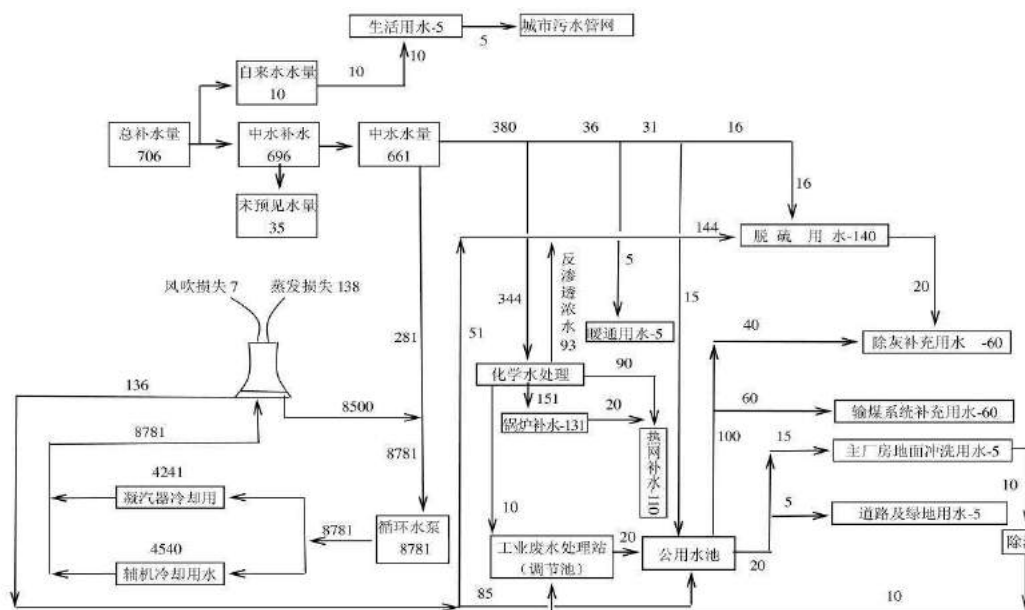 生活用水-5
5
城市污水管网
10
自来水水量
10
10
总补水量
706
中水补水
696
中水水量
661
380
36
31
16
未预见水量
35
16
144
脱硫 用水-140
风吹损失7
蒸发损失138
反渗透浓水
93
344
5
15
20
51
281
暖通用水-5
40
除灰补充用水 -60
136
化学水处理
90
8500
151
20
锅炉补水-131
60
输煤系统补充用水-60
8781
热网补水110
100
15
主厂房地面冲洗用水-5
8781
4241
凝汽器冷却用
10
5
10
道路及绿地用水-5
8781
循环水泵
8781
工业废水处理站
(调节池)
20
公用水池
20
4540
辅机冷却用水
85
10